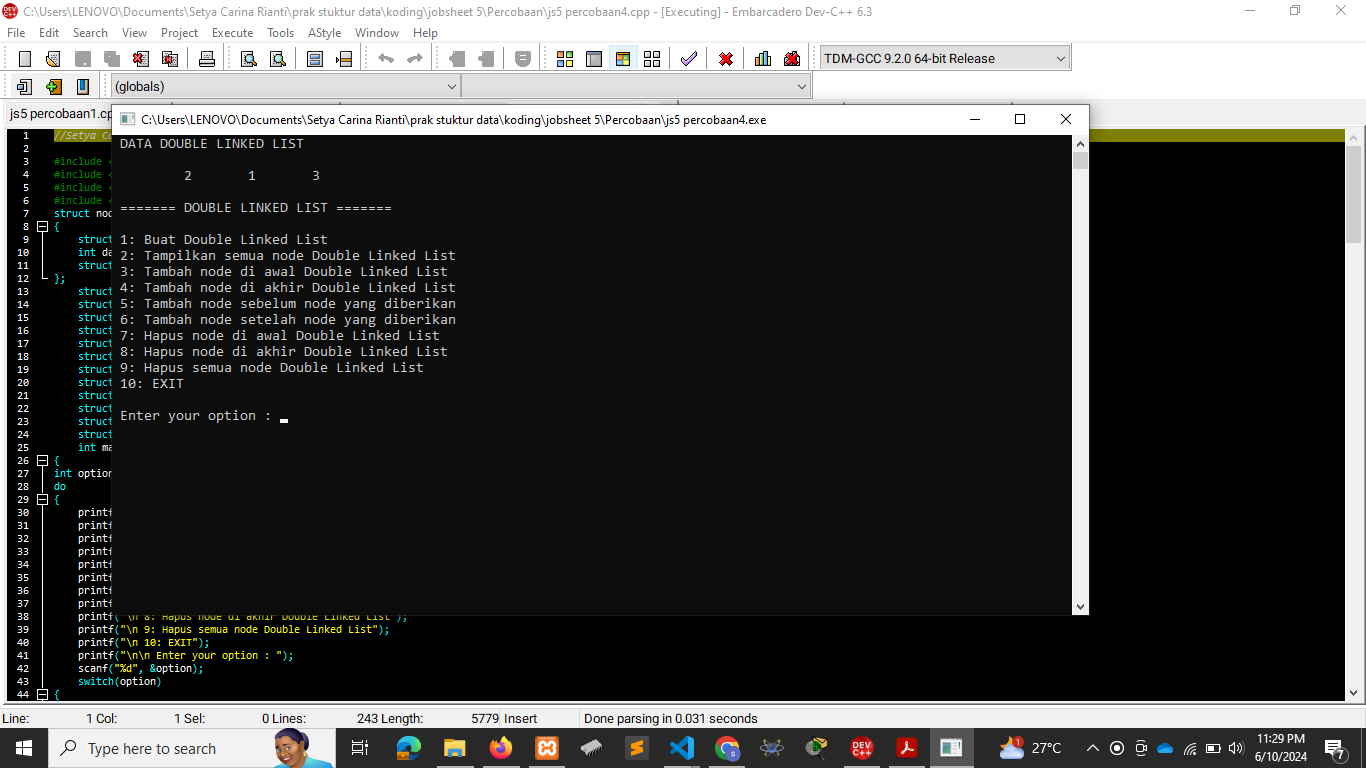 C:\Users\LENOVO\Documents\Setya Carina Rianti\prak stuktur data\koding\jobsheet 5\Percobaan\js5 percobaan4.cpp - [Executing] - Embarcadero Dev-C++ 6.3
File Edit Search View Project Execute Tools AStyle Window Help
TDM-GCC 9.2.0 64-bit Release
(globals)
js5 percobaan1.cp
C:\Users\LENOVO\Documents\Setya Carina Rianti\prak stuktur data\koding\jobsheet 5\Percobaan\js5 percobaan4.exe
DATA DOUBLE LINKED LIST
2 1 3
======= DOUBLE LINKED LIST =======
1: Buat Double Linked List
2: Tampilkan semua node Double Linked List
3: Tambah node di awal Double Linked List
4: Tambah node di akhir Double Linked List
5: Tambah node sebelum node yang diberikan
6: Tambah node setelah node yang diberikan
7: Hapus node di awal Double Linked List
8: Hapus node di akhir Double Linked List
9: Hapus semua node Double Linked List
10: EXIT
Enter your option :
1 //Setya Ca
2
3 #include <
4 #include <
5 #include <
6 #include <
7 struct nod
8 {
9 struct
10 int da
11 struct
12 };
13 struct
14 struct
15 struct
16 struct
17 struct
18 struct
19 struct
20 struct
21 struct
22 struct
23 struct
24 struct
25 int ma
26 {
27 int option
28 do
29 {
30 printf
31 printf
32 printf
33 printf
34 printf
35 printf
36 printf
37 printf
38 printf("\n 8: Hapus node di akhir Double Linked List");
39 printf("\n 9: Hapus semua node Double Linked List");
40 printf("\n 10: EXIT");
41 printf("\n\n Enter your option : ");
42 scanf("%d", &option);
43 switch(option)
44 {
Line: 1 Col: 1 Sel: 0 Lines: 243 Length: 5779 Insert Done parsing in 0.031 seconds
Type here to search
27°C
11:29 PM
6/10/2024